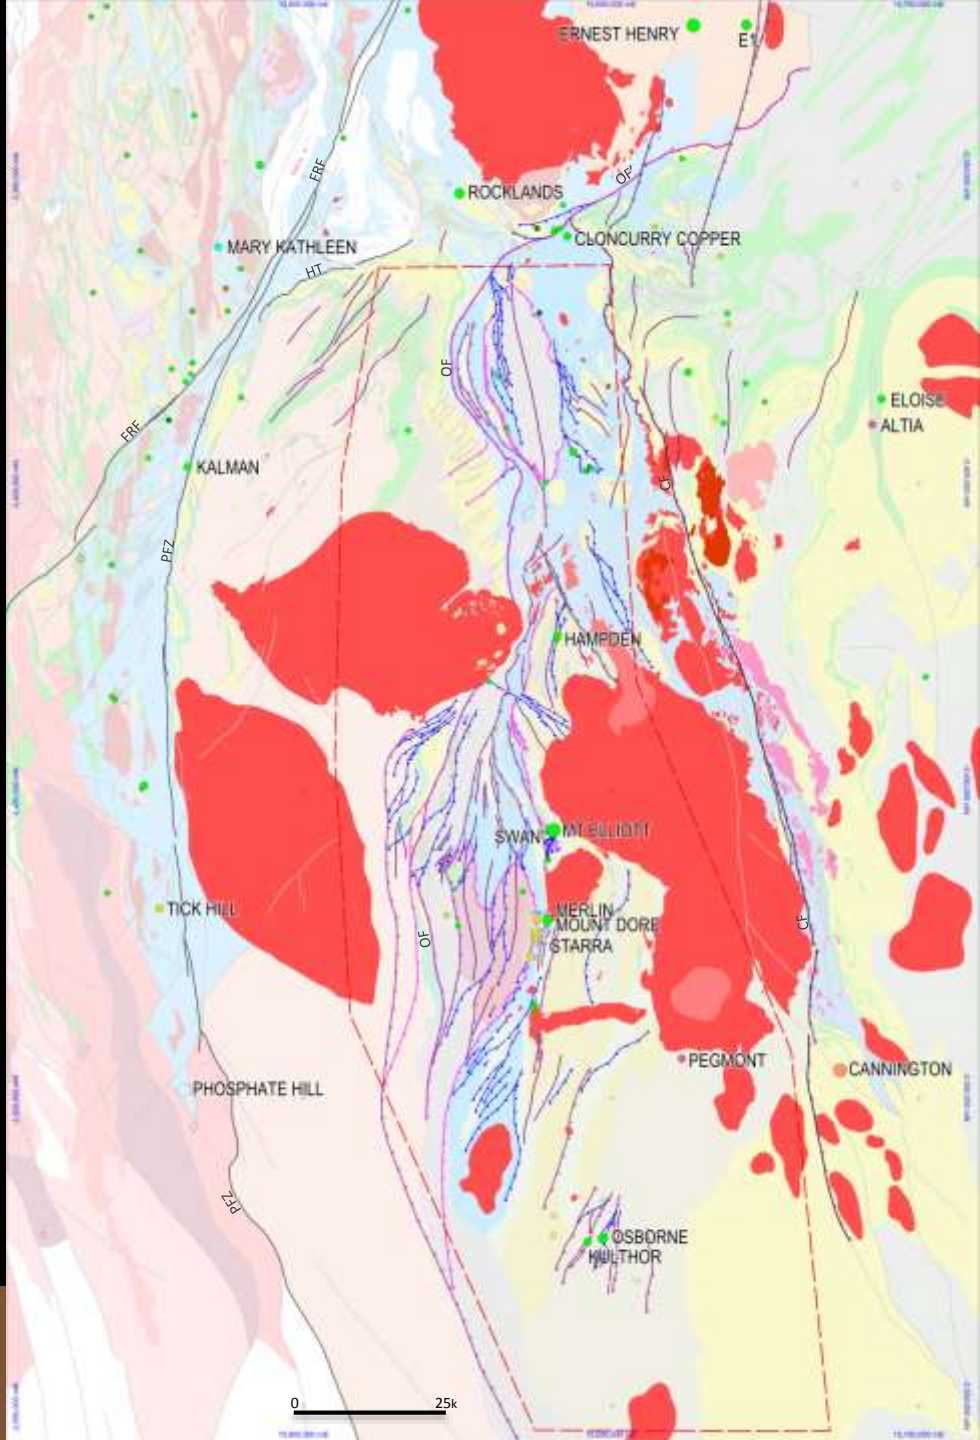 ERNEST HENRY
E1
FRF
OF
ROCKLANDS
CLONCURRY COPPER
MARY KATHLEEN
HT
OF
ELOISE
ALTIA
FRF
KALMAN
CF
PFZ
HAMPDEN
MT ELLIOTT
SWAN
MERLIN
TICK HILL
MOUNT DORE
CF
OF
STARRA
PEGMONT
CANNINGTON
PHOSPHATE HILL
PFZ
OSBORNE
KULTHOR
0 25k